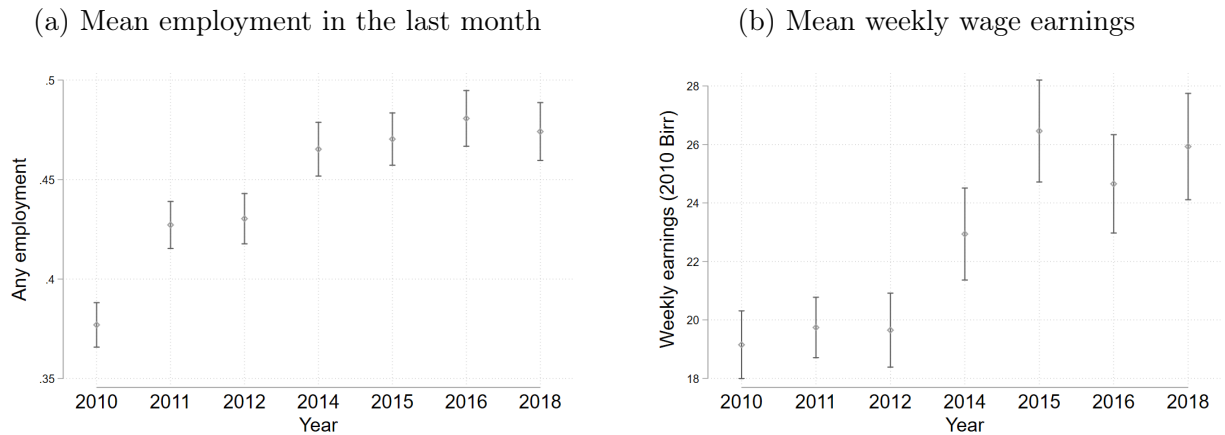 (a) Mean employment in the last month
.5
.45
.4
.35
Any employment
2010 2011 2012 2014 2015 2016 2018
Year
(b) Mean weekly wage earnings
28
26
24
22
20
18
Weekly earnings (2010 Birr)
2010 2011 2012 2014 2015 2016 2018
Year